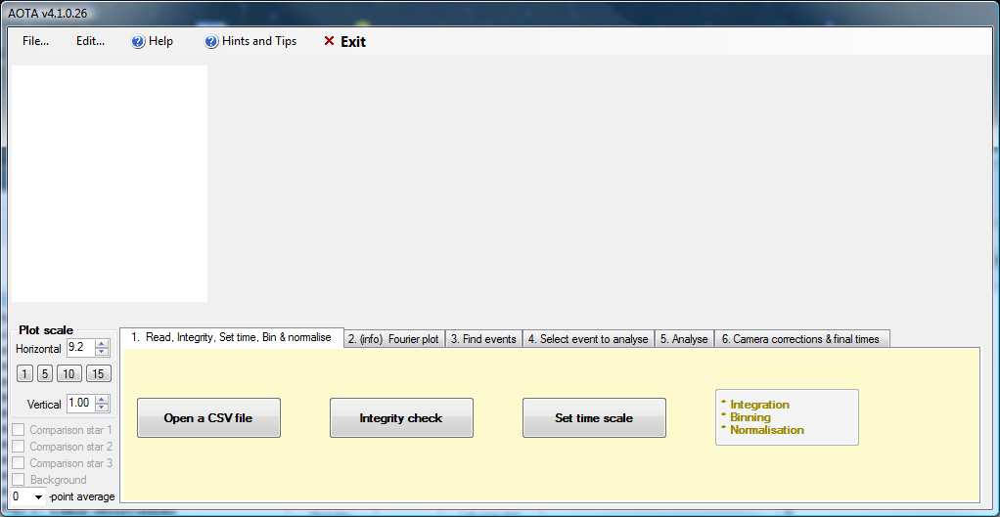 AOTA v4.1.0.26
File... Edit... Help Hints and Tips Exit
Plot scale
Horizontal 9.2
1 5 10 15
Vertical 1.00
Comparison star 1
Comparison star 2
Comparison star 3
Background
0 -point average
1. Read, Integrity, Set time, Bin & normalise 2. (info) Fourier plot 3. Find events 4. Select event to analyse 5. Analyse 6. Camera corrections & final times
Open a CSV file
Integrity check
Set time scale
* Integration
* Binning
* Normalisation